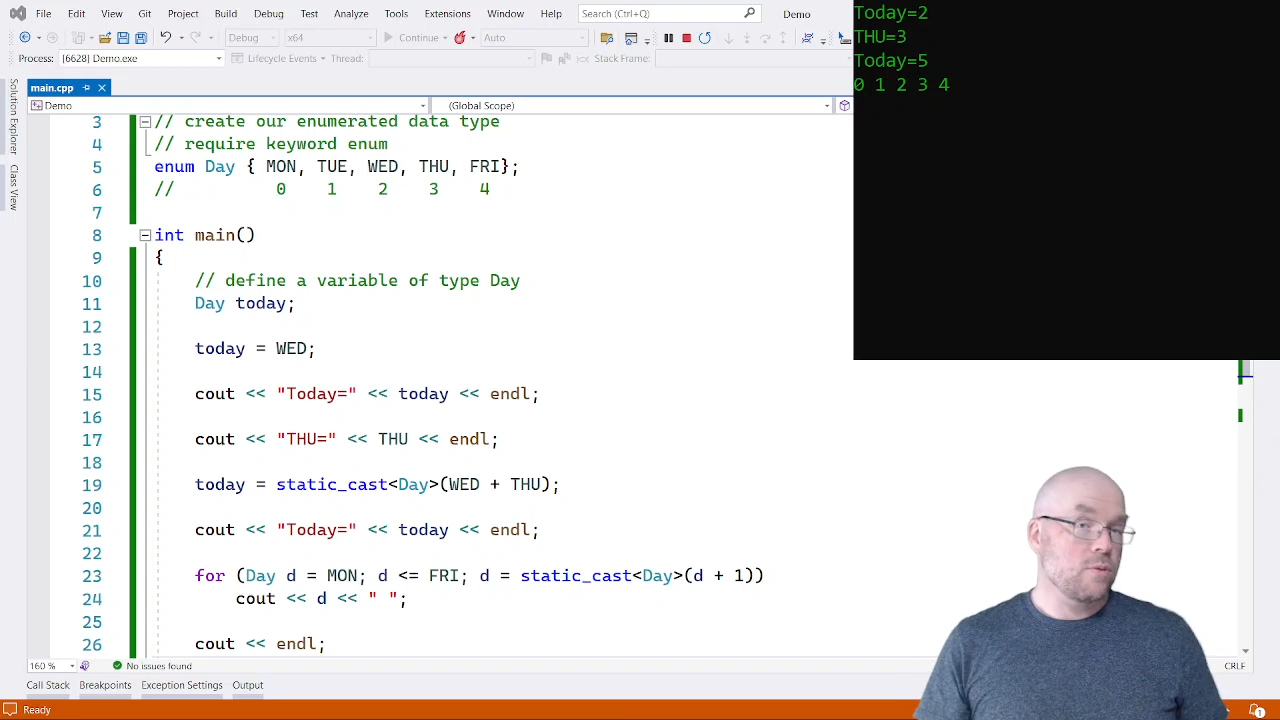 File Edit View Git Project Build Debug Test Analyze Tools Extensions Window Help Search (Ctrl+Q) Demo
Debug x64 Continue Auto
Process: [6628] Demo.exe Lifecycle Events Thread: Stack Frame:
main.cpp
Demo (Global Scope)
Solution Explorer
Class View
3 // create our enumerated data type
4 // require keyword enum
5 enum Day { MON, TUE, WED, THU, FRI};
6 // 0 1 2 3 4
7
8 int main()
9 {
10 // define a variable of type Day
11 Day today;
12
13 today = WED;
14
15 cout << "Today=" << today << endl;
16
17 cout << "THU=" << THU << endl;
18
19 today = static_cast<Day>(WED + THU);
20
21 cout << "Today=" << today << endl;
22
23 for (Day d = MON; d <= FRI; d = static_cast<Day>(d + 1))
24 cout << d << " ";
25
26 cout << endl;
Today=2
THU=3
Today=5
0 1 2 3 4
160 % No issues found CRLF
Call Stack Breakpoints Exception Settings Output
Ready 1